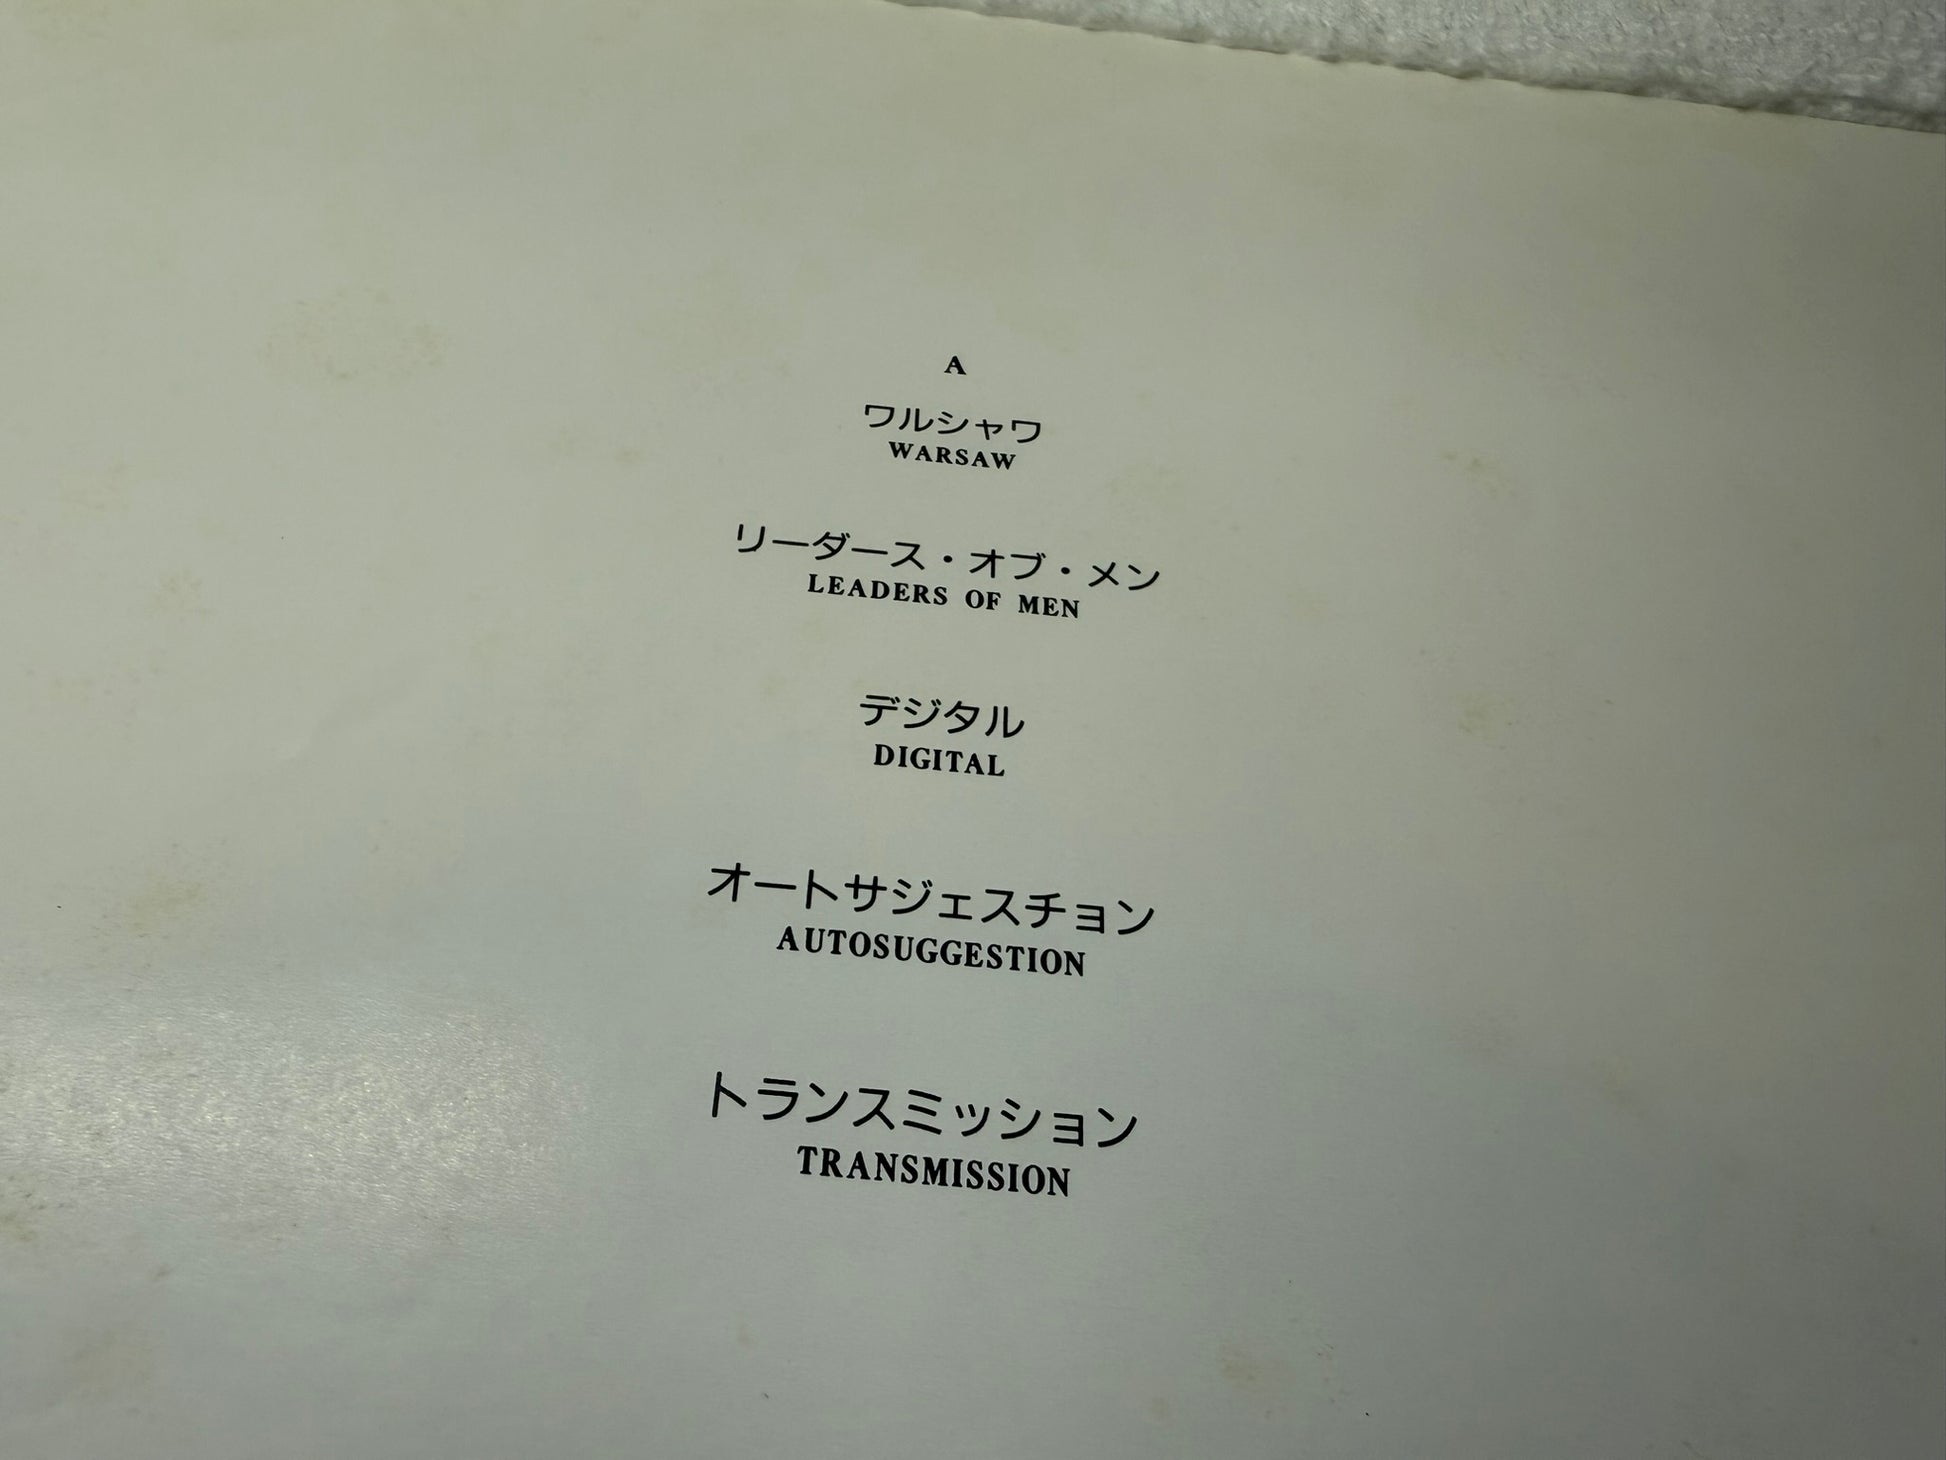 A
ワルシャワ
WARSAW
リーダース・オブ・メン
LEADERS OF MEN
デジタル
DIGITAL
オートサジェスチョン
AUTOSUGGESTION
トランスミッション
TRANSMISSION